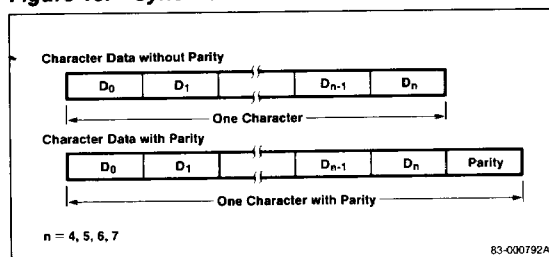 Character Data without Parity
D0 D1 Dn-1 Dn
One Character
Character Data with Parity
D0 D1 Dn-1 Dn Parity
One Character with Parity
n = 4, 5, 6, 7
83-000792A